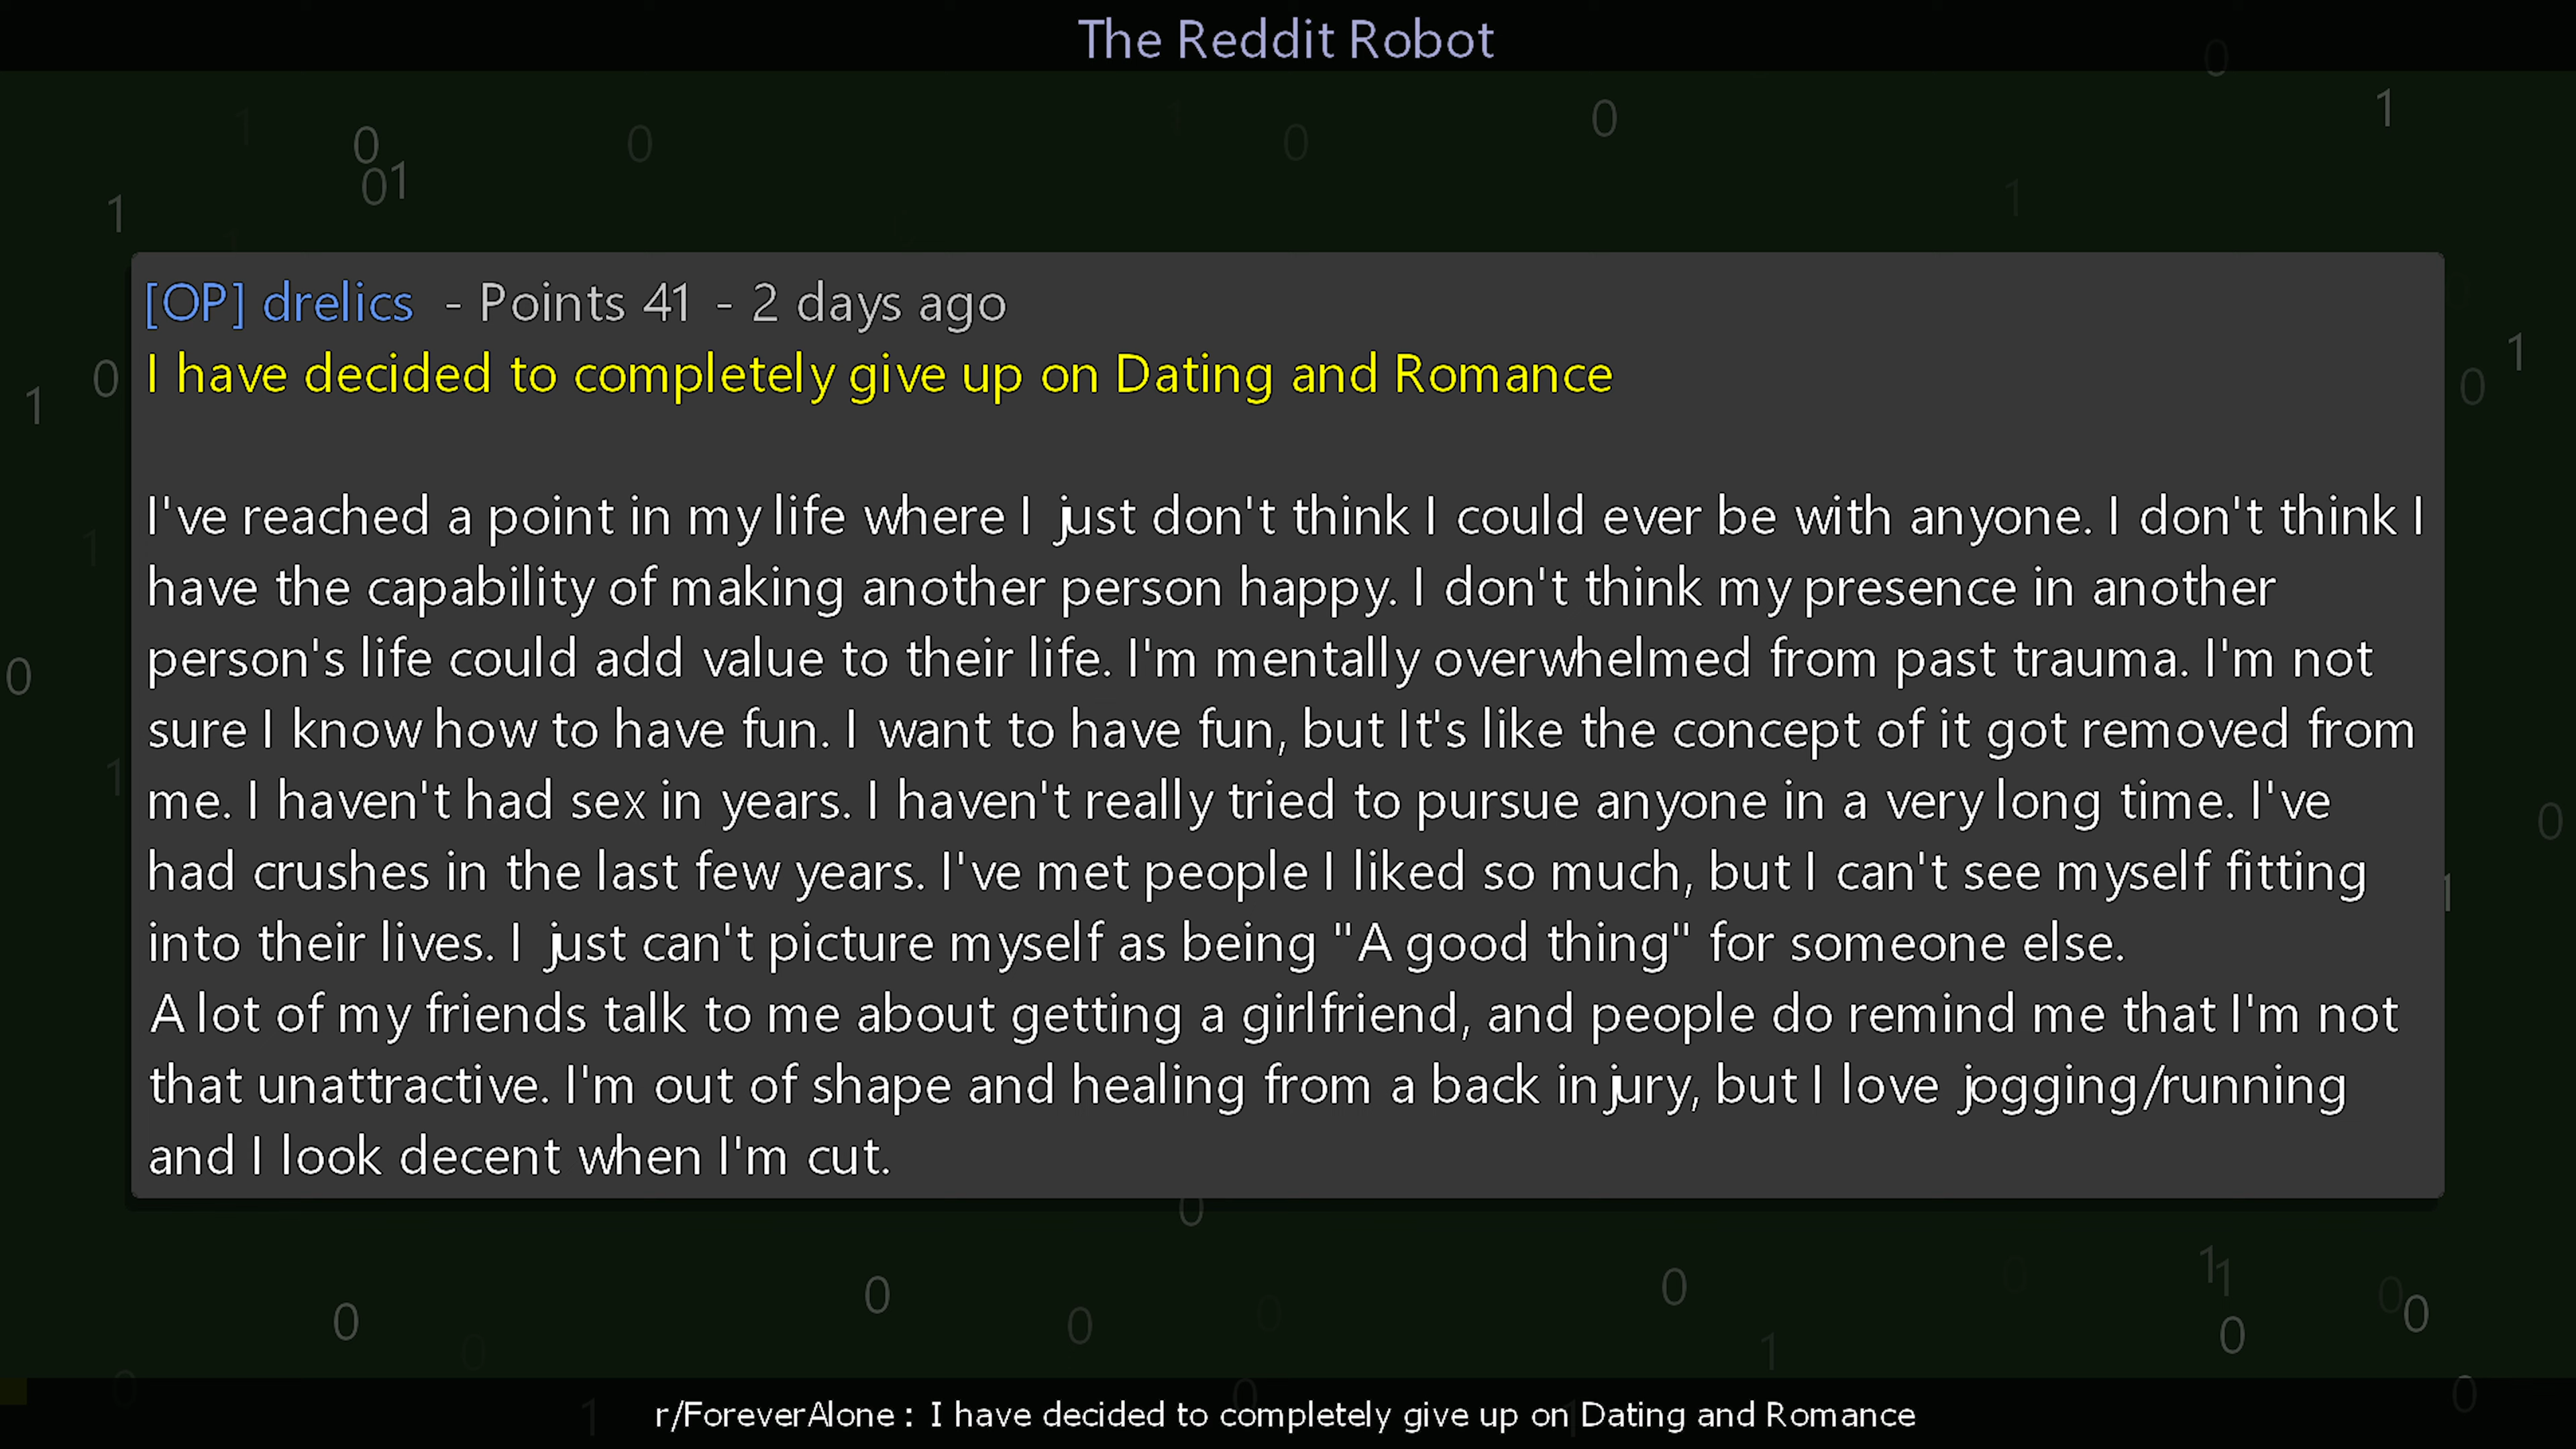 The Reddit Robot
[OP] drelics - Points 41 - 2 days ago
I have decided to completely give up on Dating and Romance
I've reached a point in my life where I just don't think I could ever be with anyone. I don't think I
have the capability of making another person happy. I don't think my presence in another
person's life could add value to their life. I'm mentally overwhelmed from past trauma. I'm not
sure I know how to have fun. I want to have fun, but It's like the concept of it got removed from
me. I haven't had sex in years. I haven't really tried to pursue anyone in a very long time. I've
had crushes in the last few years. I've met people I liked so much, but I can't see myself fitting
into their lives. I just can't picture myself as being "A good thing" for someone else.
A lot of my friends talk to me about getting a girlfriend, and people do remind me that I'm not
that unattractive. I'm out of shape and healing from a back injury, but I love jogging/running
and I look decent when I'm cut.
r/ForeverAlone : I have decided to completely give up on Dating and Romance